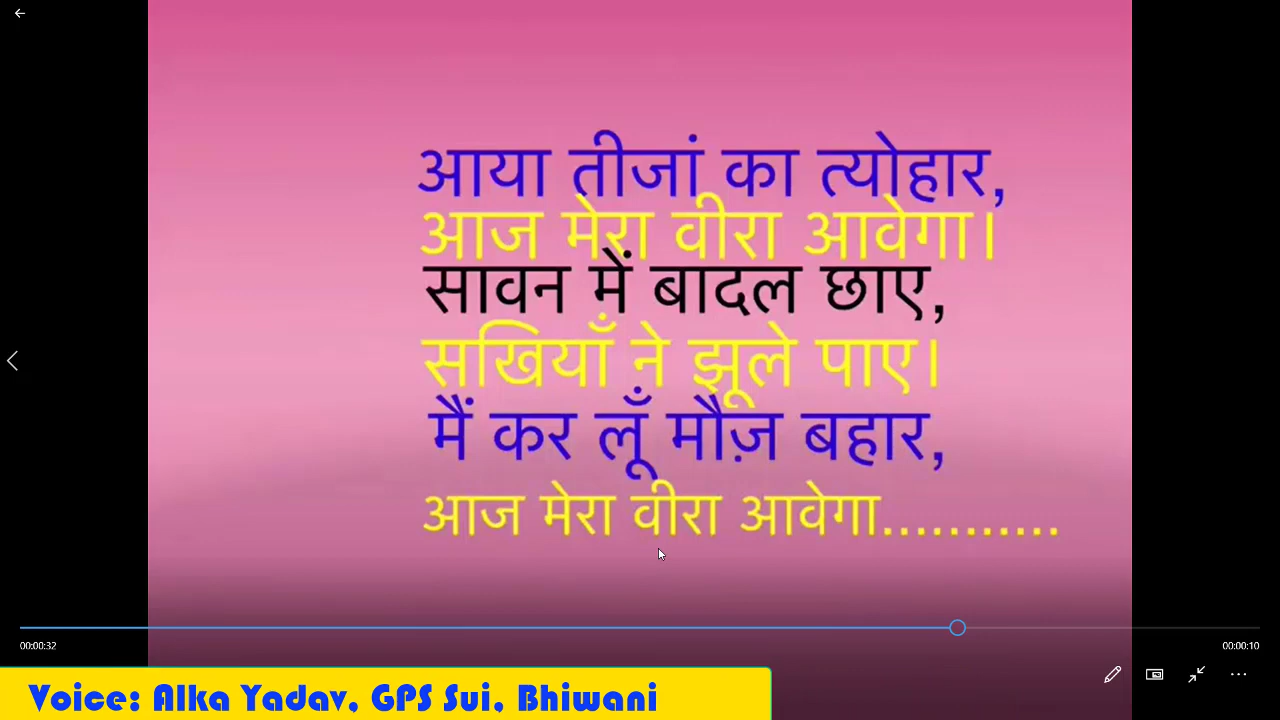 आया तीजां का त्योहार,
आज मेरा वीरा आवेगा।
सावन में बादल छाए,
सखियाँ ने झूले पाए।
मैं कर लूँ मौज़ बहार,
आज मेरा वीरा आवेगा...........
00:00:32
00:00:10
Voice: Alka Yadav, GPS Sui, Bhiwani